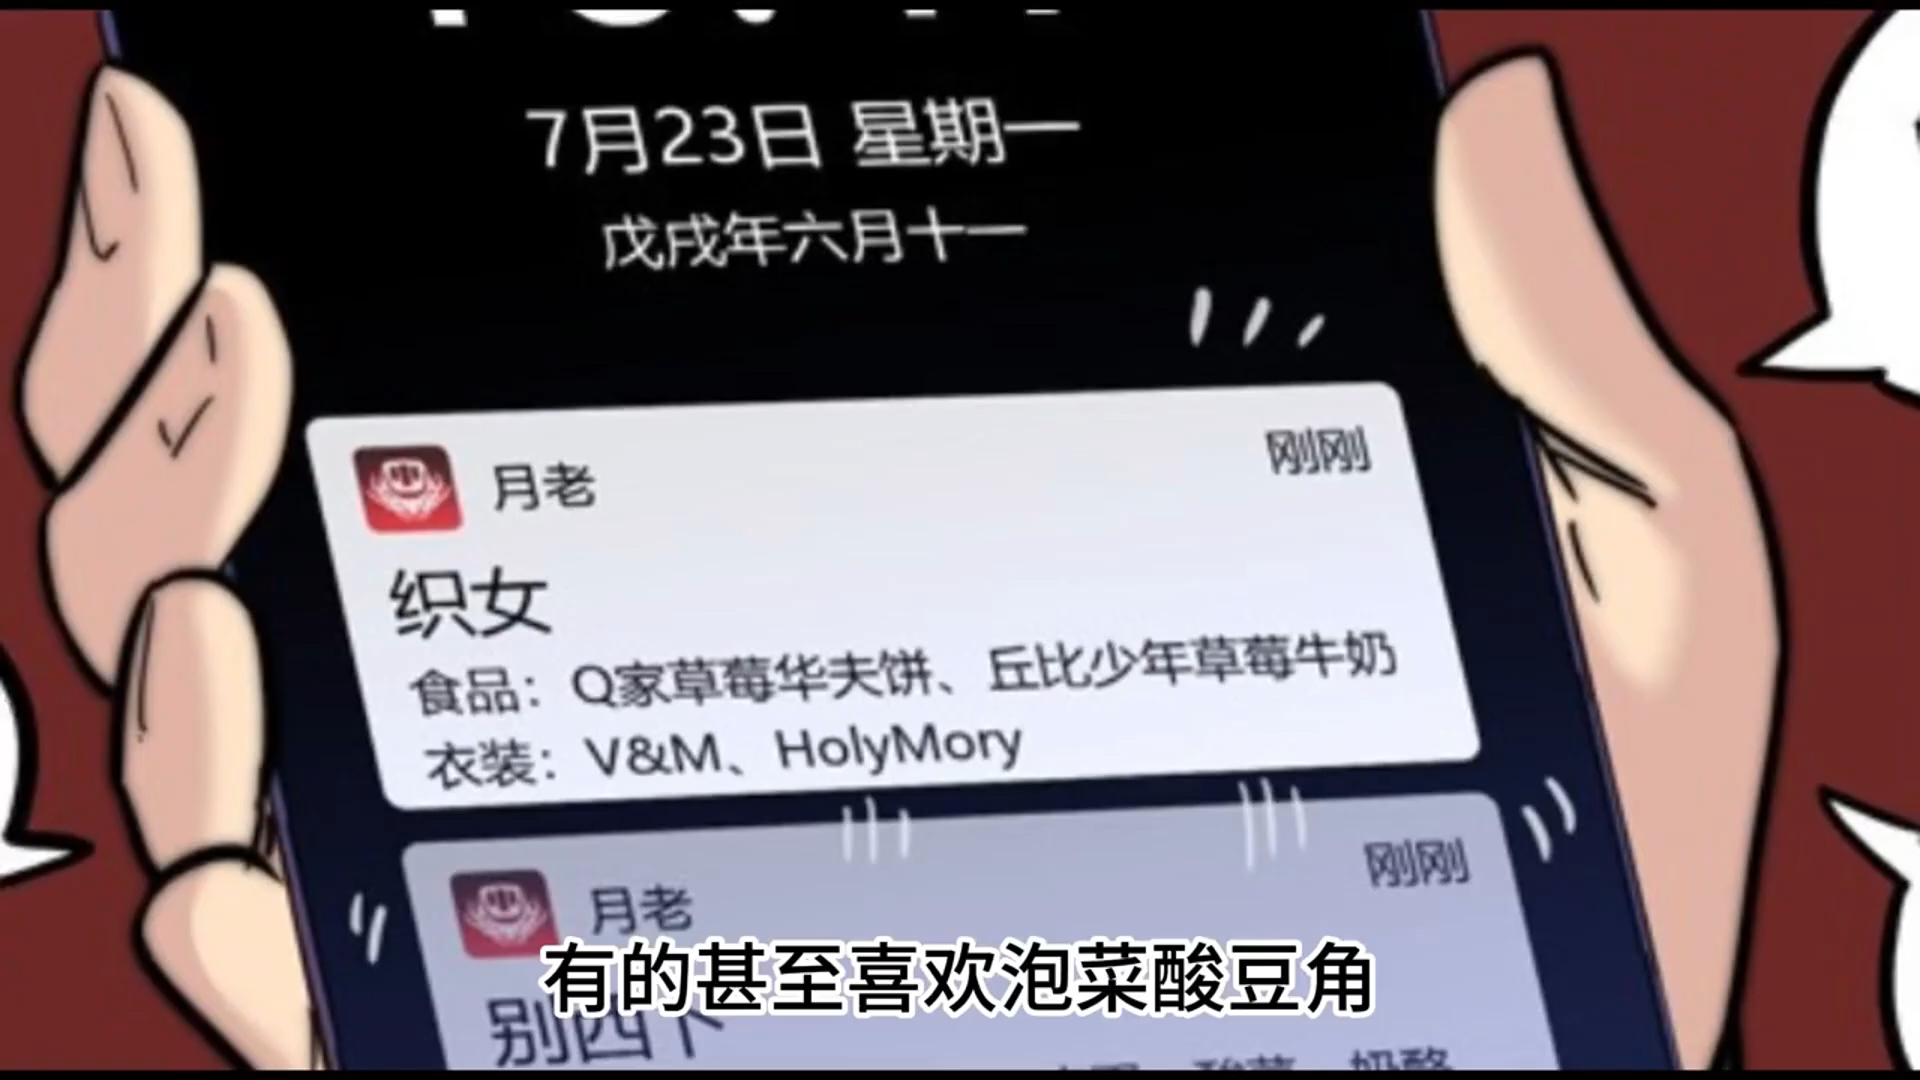 7月23日 星期一
戊戌年六月十一
月老
刚刚
织女
食品：Q家草莓华夫饼、丘比少年草莓牛奶
衣装：V&M、HolyMory
月老
刚刚
有的甚至喜欢泡菜酸豆角